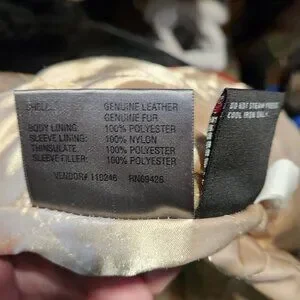 SHELL: GENUINE LEATHER
GENUINE FUR
BODY LINING: 100% POLYESTER
SLEEVE LINING: 100% NYLON
THINSULATE: 100% POLYESTER
SLEEVE FILLER: 100% POLYESTER
VENDOR# 110246 RN69426
DO NOT STEAM PRESS
COOL IRON ONLY